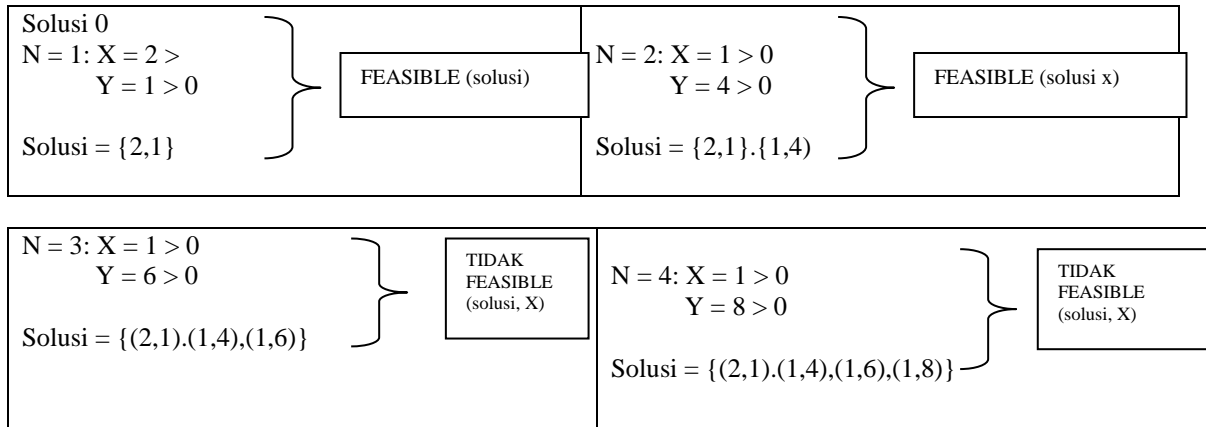 Solusi 0
N = 1: X = 2 >
Y = 1 > 0
Solusi = {2,1}
FEASIBLE (solusi)
N = 2: X = 1 > 0
Y = 4 > 0
Solusi = {2,1}.{1,4)
FEASIBLE (solusi x)
N = 3: X = 1 > 0
Y = 6 > 0
Solusi = {(2,1).(1,4),(1,6)}
TIDAK
FEASIBLE
(solusi, X)
N = 4: X = 1 > 0
Y = 8 > 0
Solusi = {(2,1).(1,4),(1,6),(1,8)}
TIDAK
FEASIBLE
(solusi, X)